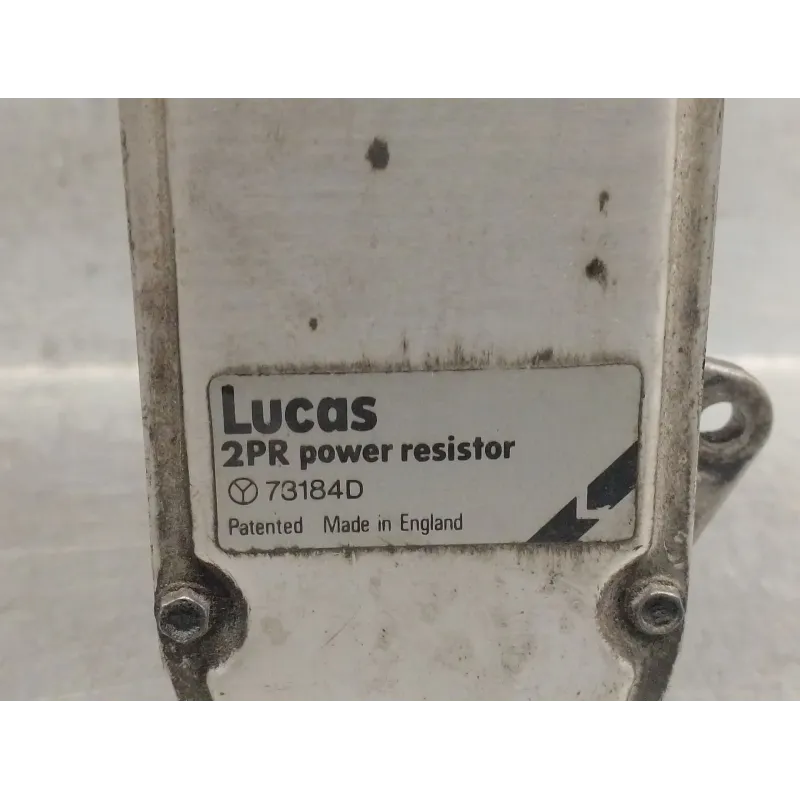 Lucas
2PR power resistor
73184D
Patented Made in England
L